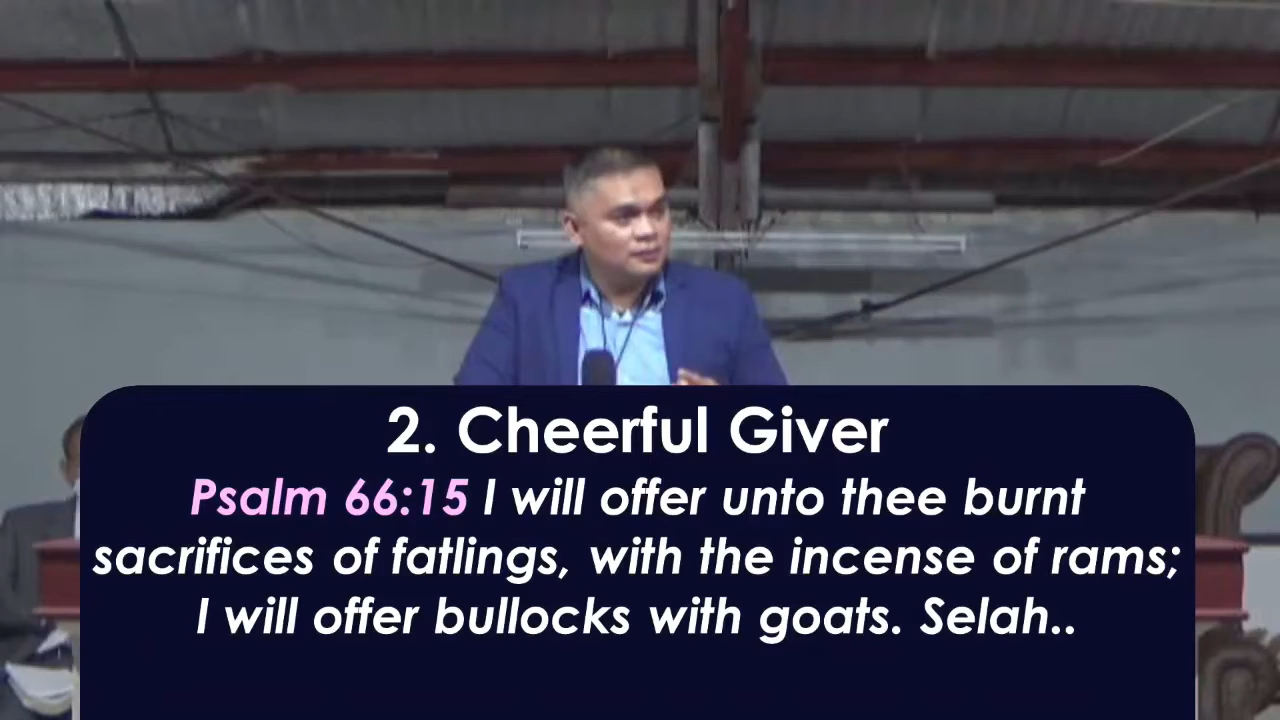 2. Cheerful Giver
Psalm 66:15 I will offer unto thee burnt
sacrifices of fatlings, with the incense of rams;
I will offer bullocks with goats. Selah..